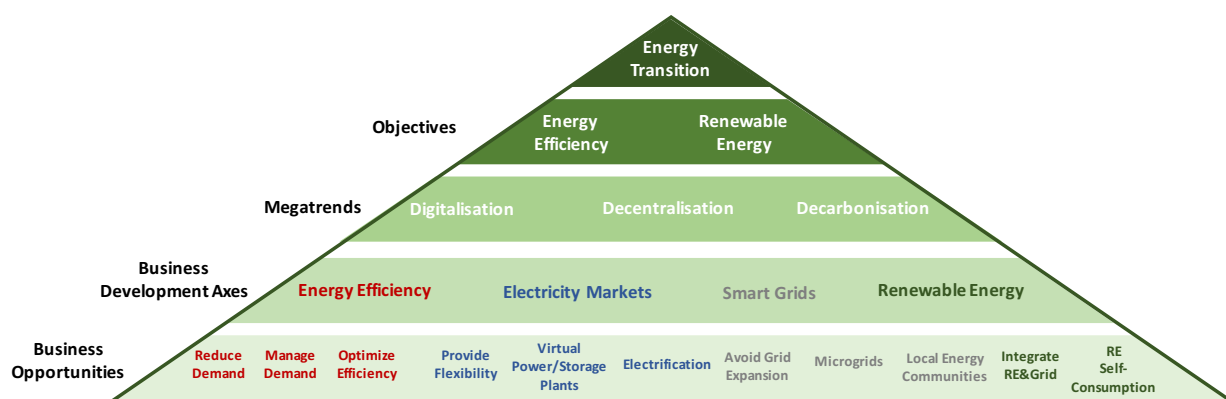 Energy
Transition
Objectives
Energy
Efficiency
Renewable
Energy
Megatrends
Digitalisation
Decentralisation
Decarbonisation
Business
Development Axes
Energy Efficiency
Electricity Markets
Smart Grids
Renewable Energy
Business
Opportunities
Reduce
Demand
Manage
Demand
Optimize
Efficiency
Provide
Flexibility
Virtual
Power/Storage
Plants
Electrification
Avoid Grid
Expansion
Microgrids
Local Energy
Communities
Integrate
RE&Grid
RE
Self-
Consumption